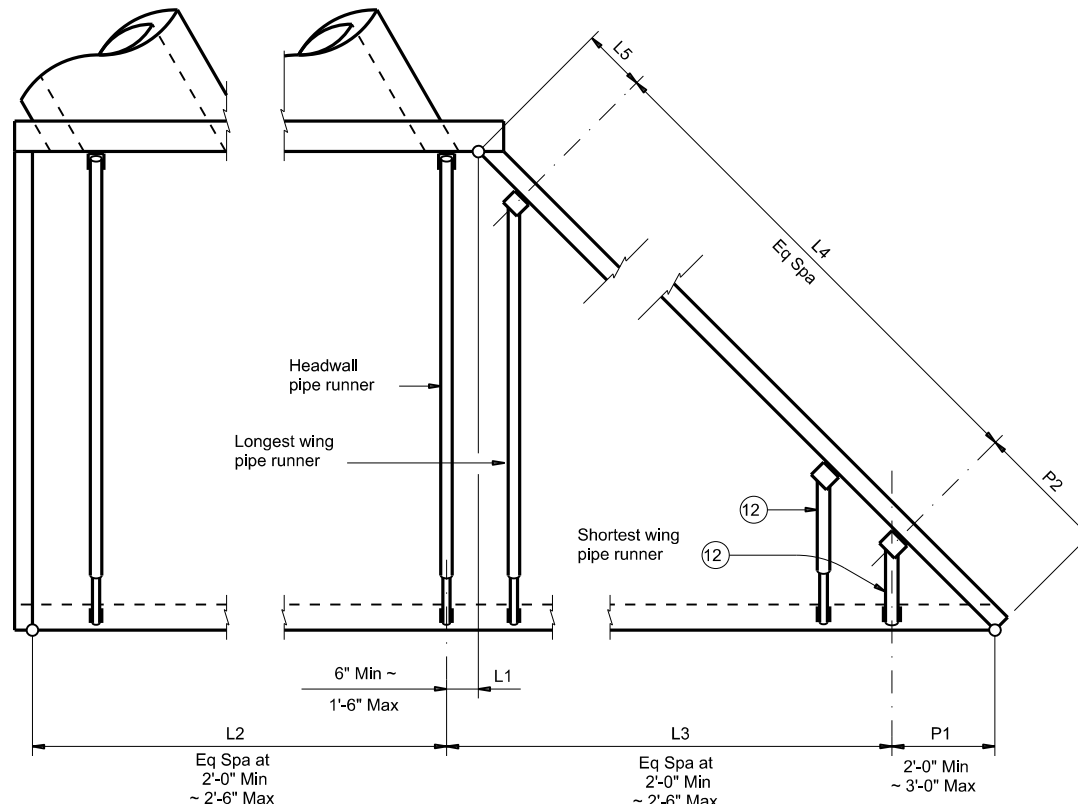 L5
L4
Eq Spa
P2
Headwall
pipe runner
Longest wing
pipe runner
12
Shortest wing
pipe runner
12
6" Min ~
1'-6" Max
L1
L2
Eq Spa at
2'-0" Min
~ 2'-6" Max
L3
Eq Spa at
2'-0" Min
~ 2'-6" Max
P1
2'-0" Min
~ 3'-0" Max